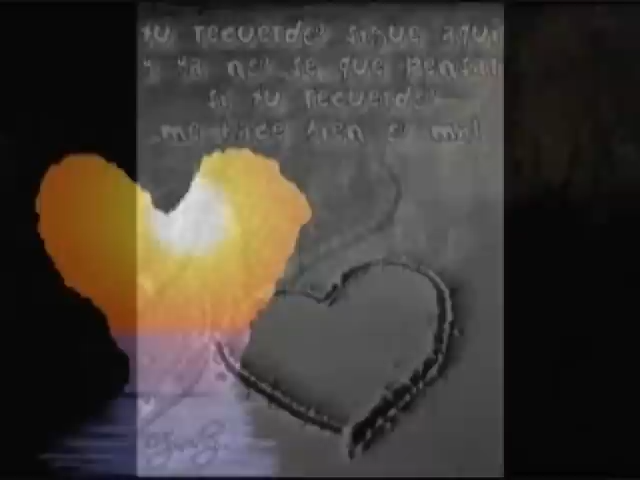 tu recuerdo sigue aqui
y ya no se que pensar
si tu recuerdo
me hace bien o mal